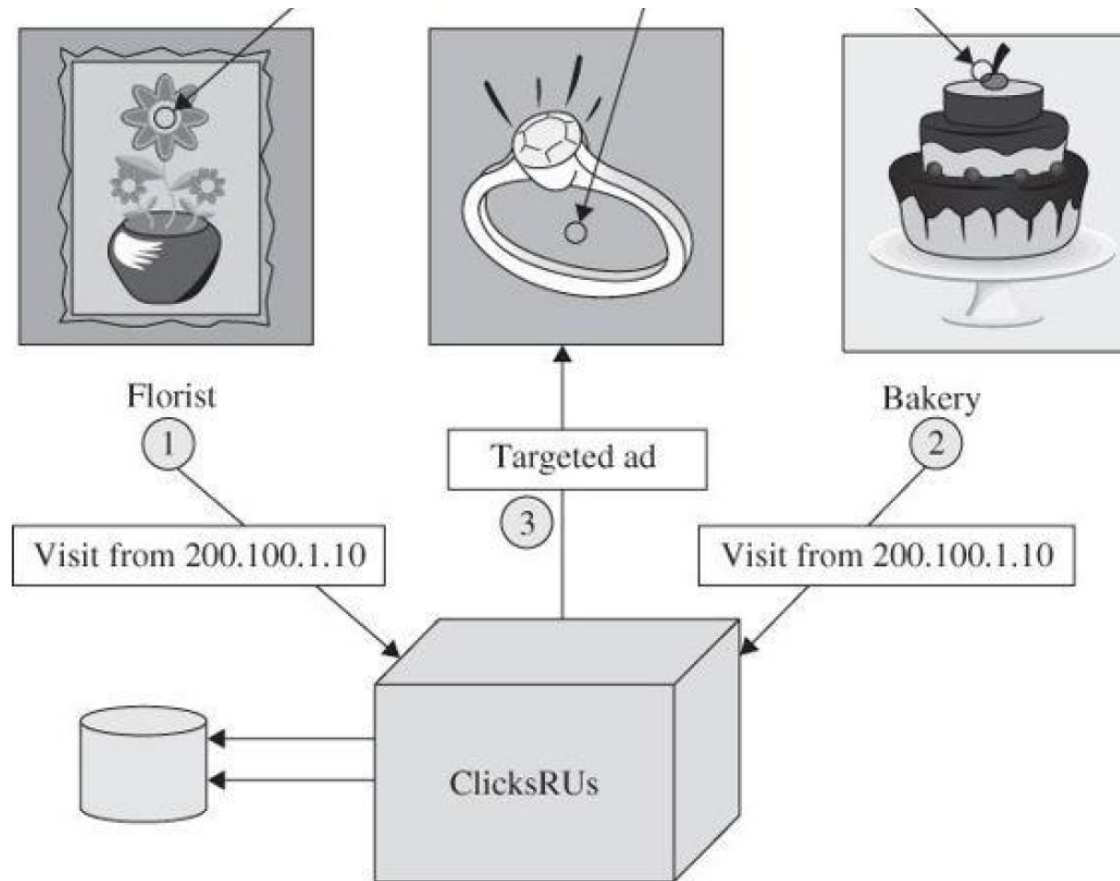 Florist
1
Bakery
2
Targeted ad
3
Visit from 200.100.1.10
Visit from 200.100.1.10
ClicksRUs